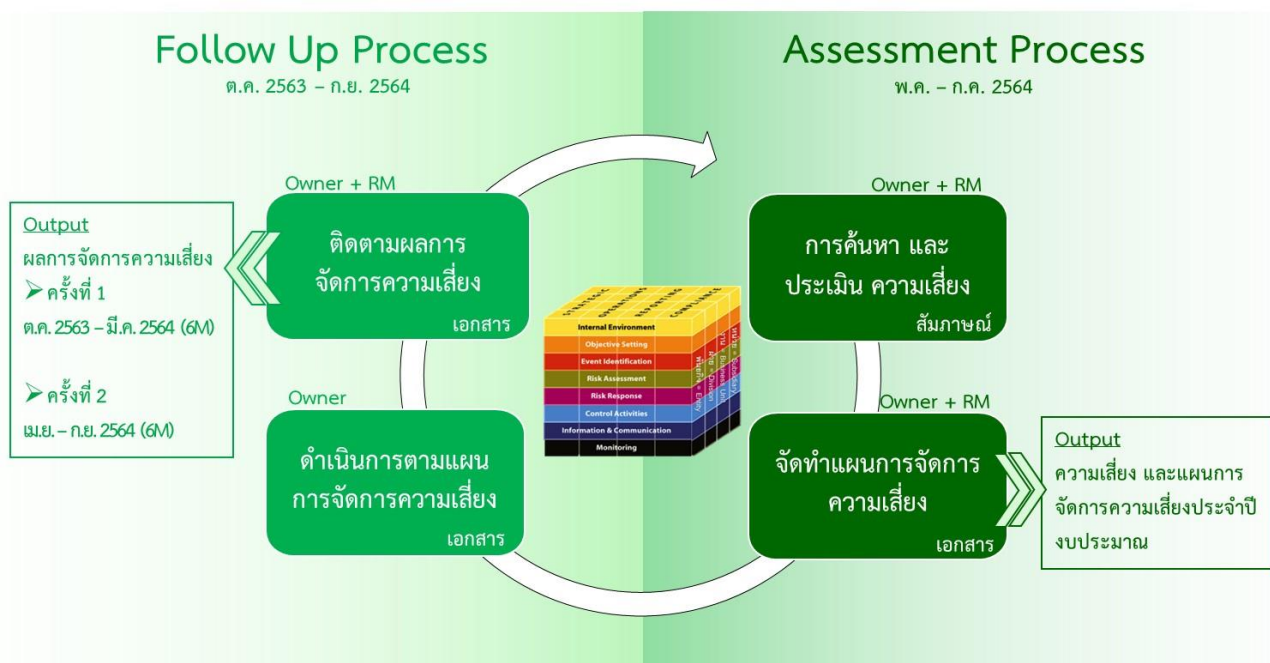 Follow Up Process
ต.ค. 2563 – ก.ย. 2564
Owner + RM
ติดตามผลการ
จัดการความเสี่ยง
เอกสาร
Output
ผลการจัดการความเสี่ยง
➢ ครั้งที่ 1
ต.ค. 2563 – มี.ค. 2564 (6M)
➢ ครั้งที่ 2
เม.ย. – ก.ย. 2564 (6M)
Owner
ดำเนินการตามแผน
การจัดการความเสี่ยง
เอกสาร
STRATEGIC
OPERATIONS
REPORTING
COMPLIANCE
Internal Environment
Objective Setting
Event Identification
Risk Assessment
Risk Response
Control Activities
Information & Communication
Monitoring
Assessment Process
พ.ค. – ก.ค. 2564
Owner + RM
การค้นหา และ
ประเมิน ความเสี่ยง
สัมภาษณ์
Owner + RM
จัดทำแผนการจัดการ
ความเสี่ยง
เอกสาร
Output
ความเสี่ยง และแผนการ
จัดการความเสี่ยงประจำปี
งบประมาณ